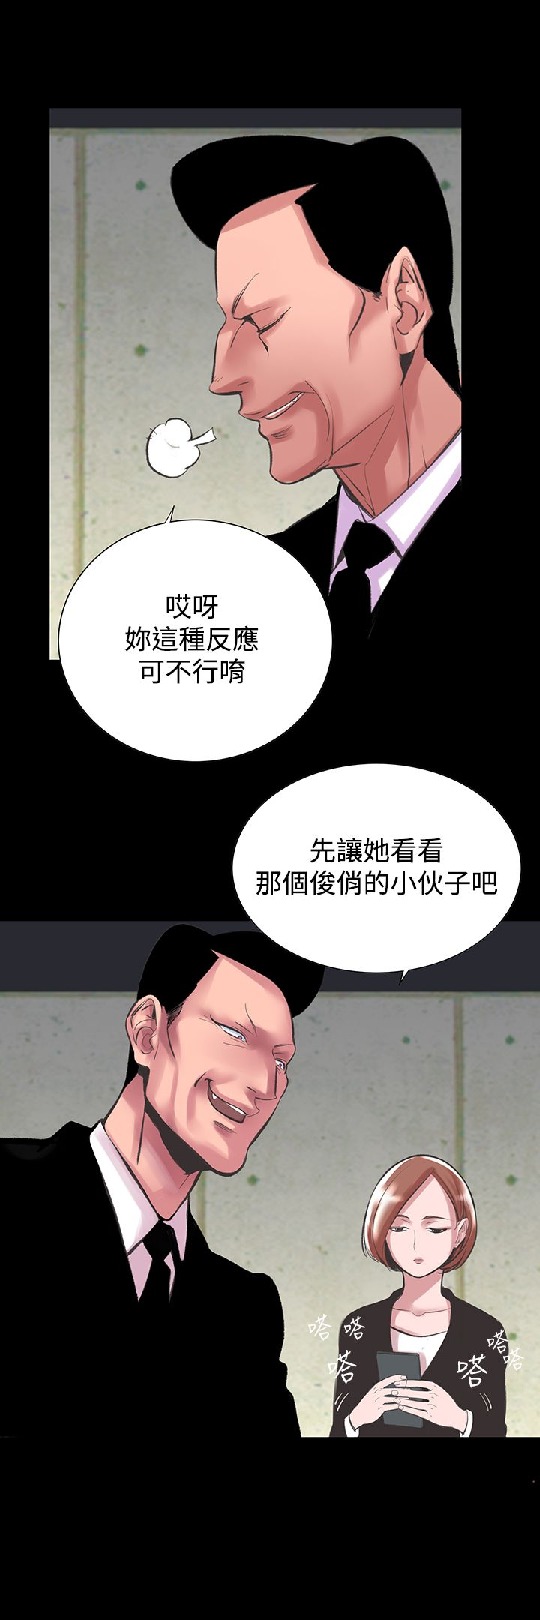 哎呀
妳這種反應
可不行唷
先讓她看看
那個俊俏的小伙子吧
嗒 嗒
嗒
嗒 嗒
嗒